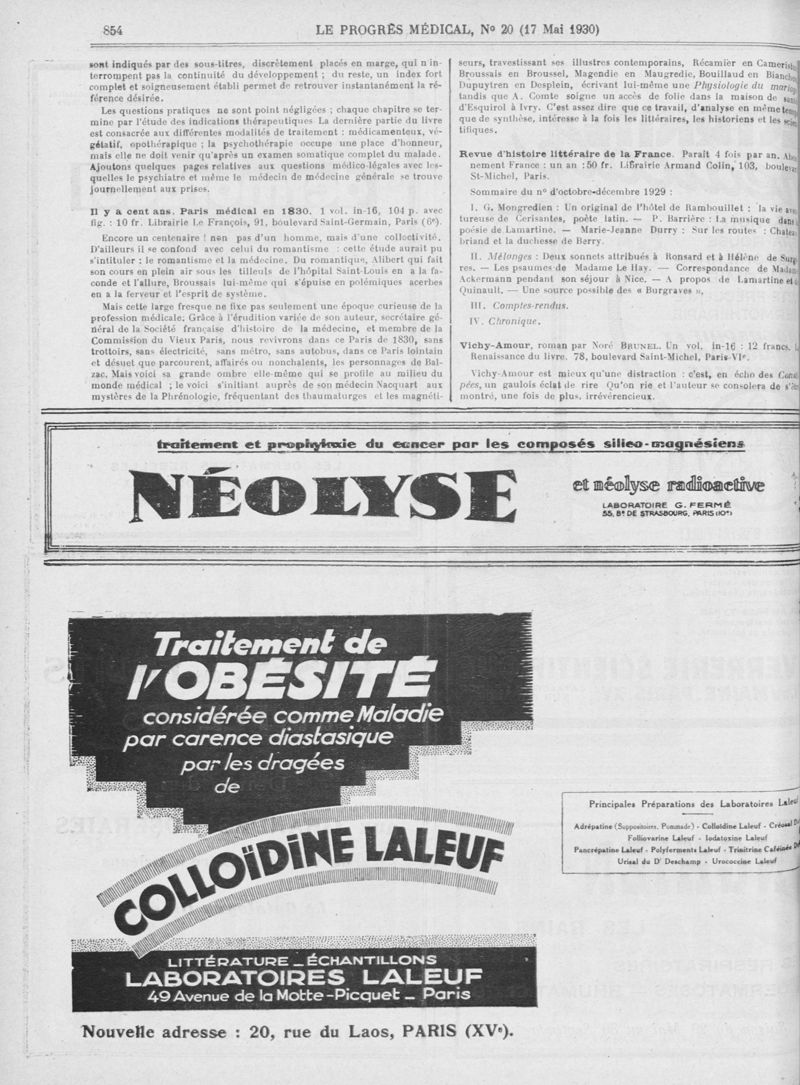 854
LE PROGRÈS MÉDICAL, No 20 (17 Mai 1930)
sont indiqués par des sous-titres, discrètement placés en marge, qui n in-
terrompent pas la continuité du développement ; du reste, un index fort
complet et soigneusement établi permet de retrouver instantanément la ré-
férence désirée.
Les questions pratiques ne sont point négligées ; chaque chapitre se ter-
mine par l'étude des indications thérapeutiques La dernière partie du livre
est consacrée aux différentes modalités de traitement : médicamenteux, vé-
gétatif, opothérapique ; la psychothérapie occupe une place d'honneur,
mais elle ne doit venir qu'après un examen somatique complet du malade.
Ajoutons quelques pages relatives aux questions médico-légales avec les-
quelles le psychiatre et même le médecin de médecine générale se trouve
journellement aux prises.
Il y a cent ans. Paris médical en 1830. 1 vol. in-16, 104 p. avec
fig. : 10 fr. Librairie Le François, 91, boulevard Saint-Germain, Paris (6e).
Encore un centenaire ! non pas d'un homme, mais d'une collectivité.
D'ailleurs il se confond avec celui du romantisme : cette étude aurait pu
s'intituler : le romantisme et la médecine. Du romantique, Alibert qui fait
son cours en plein air sous les tilleuls de l'hôpital Saint-Louis en a la fa-
conde et l'allure, Broussais lui-même qui s'épuise en polémiques acerbes
en a la ferveur et l'esprit de système.
Mais cette large fresque ne fixe pas seulement une époque curieuse de la
profession médicale; Grâce à l'érudition variée de son auteur, secrétaire gé-
néral de la Société française d'histoire de la médecine, et membre de la
Commission du Vieux Paris, nous revivrons dans ce Paris de 1830, sans
trottoirs, sans électricité, sans métro, sans autobus, dans ce Paris lointain
et désuet que parcourent, affairés ou nonchalents, les personnages de Bal-
zac. Mais voici sa grande ombre elle-même qui se profile au milieu du
monde médical ; le voici s'initiant auprès de son médecin Nacquart aux
mystères de la Phrénologie, fréquentant des thaumaturges et les magnéti-
seurs, travestissant ses illustres contemporains, Récamier en
Broussais en Broussel, Magendie en Maugredie, Bouillaud en
Dupuytren en Desplein, écrivant lui-même une Physiologie du
tandis que A. Comte soigne un accès de folie dans la maison de
d'Esquirol à Ivry. C'est assez dire que ce travail, d'analyse en même
que de synthèse, intéresse à la fois les littéraires, les historiens et les
tifiques.
Revue d'histoire littéraire de la France. Paraît 4 fois par an.
nement France : un an : 50 fr. Librairie Armand Colin, 103,
St-Michel, Paris.
Sommaire du no d'octobre-décembre 1929 :
I. G. Mongredien : Un original de l'hôtel de Rambouillet : la vie
tureuse de Cerisantes, poète latin. — P. Barrière : La musique dans
poésie de Lamartine. — Marie-Jeanne Durry : Sur les routes :
briand et la duchesse de Berry.
II. Mélonges : Deux sonnets attribués à Ronsard et à Hélène de
res. — Les psaumes de Madame Le Hay. — Correspondance de
Ackermann pendant son séjour à Nice. — A propos de Lamartine et
Quinault. — Une source possible des « Burgraves ».
III. Comptes-rendus.
IV. Chronique.
Vichy-Amour, roman par Noré BRUNEL. Un vol. in-16 : 12 francs.
Renaissance du livre. 78, boulevard Saint-Michel, Paris-VIe.
Vichy-Amour est mieux qu'une distraction : c'est, en écho des
pées, un gaulois éclat de rire Qu'on rie et l'auteur se consolera de
montré, une fois de plus, irrévérencieux.
traitement et prophylaxie du cancer par les composés silico-magnésiens
NÉOLYSE
et néolyse radioactive
LABORATOIRE G. FERMÉ
55, Bd DE STRASBOURG, PARIS (10e)
Traitement de
l'OBÉSITÉ
considérée comme Maladie
par carence diastasique
par les dragées
de
COLLOÏDINE LALEUF
LITTÉRATURE _ ÉCHANTILLONS
LABORATOIRES LALEUF
49 Avenue de la Motte-Picquet _ Paris
Nouvelle adresse : 20, rue du Laos, PARIS (XVe).
Principales Préparations des Laboratoires Laleuf
Adrépatine (Suppositoires, Pommade) - Colloïdine Laleuf - Créosal
Folliovarine Laleuf - Iodatoxine Laleuf
Pancrépatine Laleuf - Polyferments Laleuf - Trinitrine Caféinée
Urisal du Dr Deschamp - Urococcine Laleuf